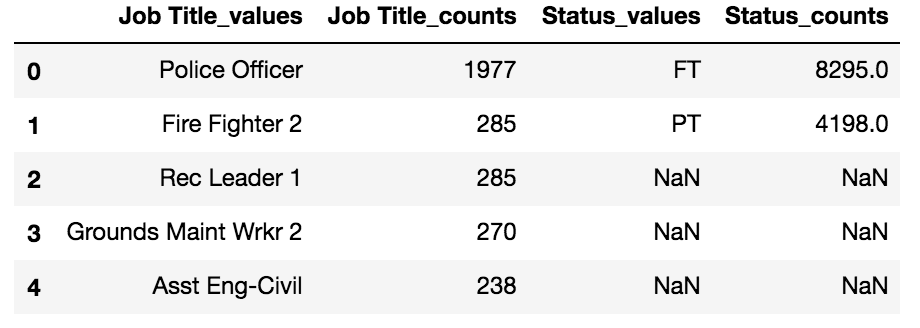 Job Title_values Job Title_counts Status_values Status_counts
0 Police Officer 1977 FT 8295.0
1 Fire Fighter 2 285 PT 4198.0
2 Rec Leader 1 285 NaN NaN
3 Grounds Maint Wrkr 2 270 NaN NaN
4 Asst Eng-Civil 238 NaN NaN